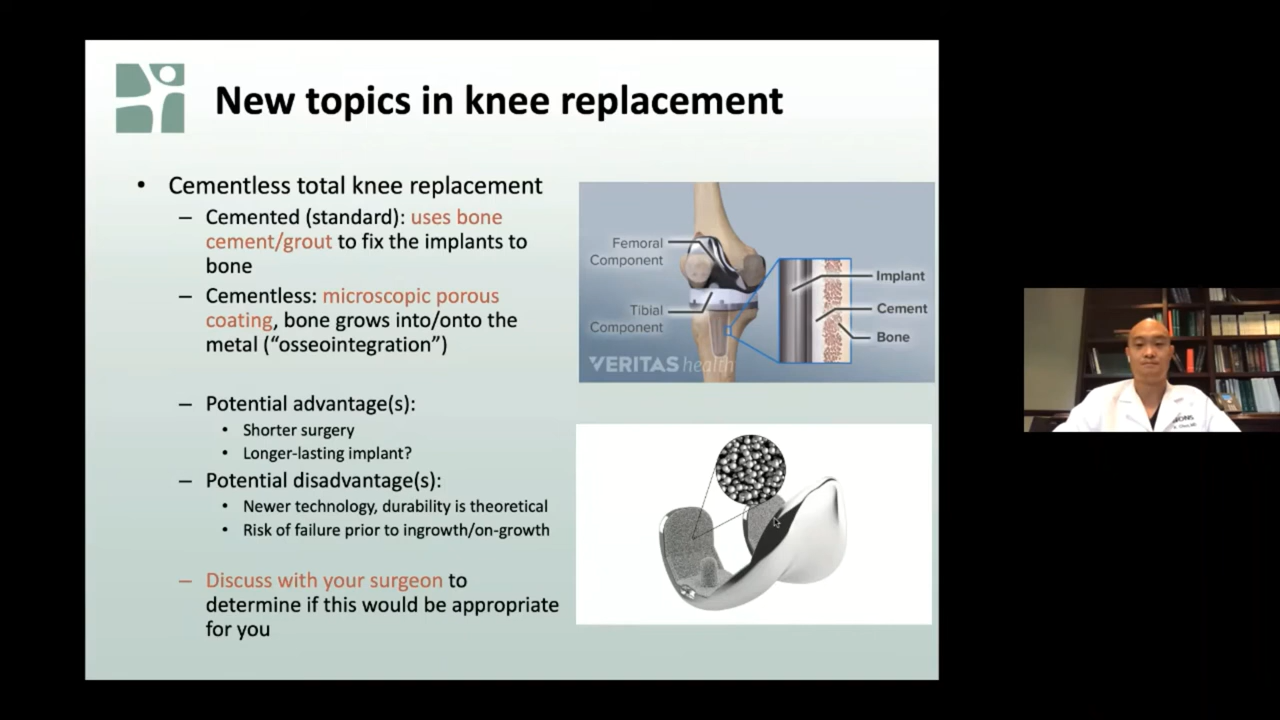 New topics in knee replacement
• Cementless total knee replacement
– Cemented (standard): uses bone
cement/grout to fix the implants to
bone
– Cementless: microscopic porous
coating, bone grows into/onto the
metal (“osseointegration”)
– Potential advantage(s):
• Shorter surgery
• Longer-lasting implant?
– Potential disadvantage(s):
• Newer technology, durability is theoretical
• Risk of failure prior to ingrowth/on-growth
– Discuss with your surgeon to
determine if this would be appropriate
for you
Femoral
Component
Tibial
Component
Implant
Cement
Bone
VERITAS health